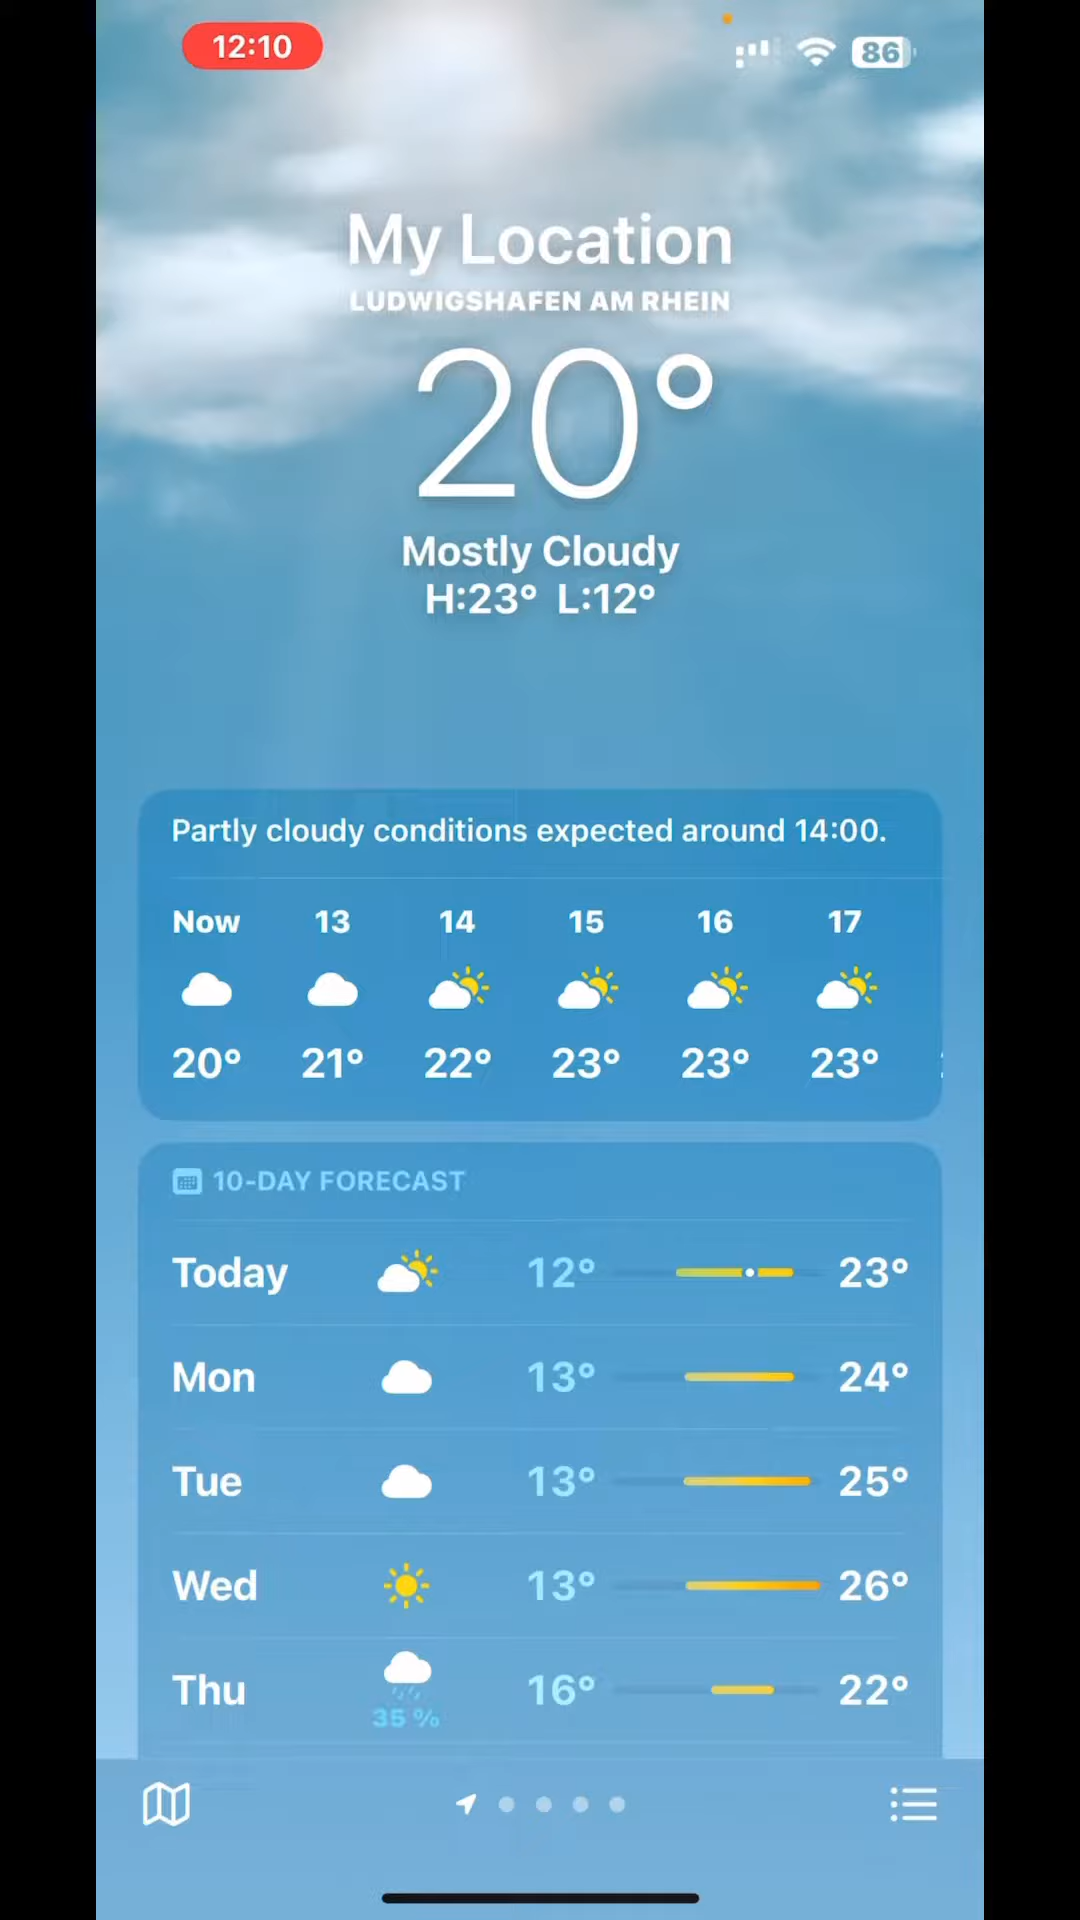 12:10
86
My Location
LUDWIGSHAFEN AM RHEIN
20°
Mostly Cloudy
H:23° L:12°
Partly cloudy conditions expected around 14:00.
Now 13 14 15 16 17
20° 21° 22° 23° 23° 23°
10-DAY FORECAST
Today 12° 23°
Mon 13° 24°
Tue 13° 25°
Wed 13° 26°
Thu 35 % 16° 22°